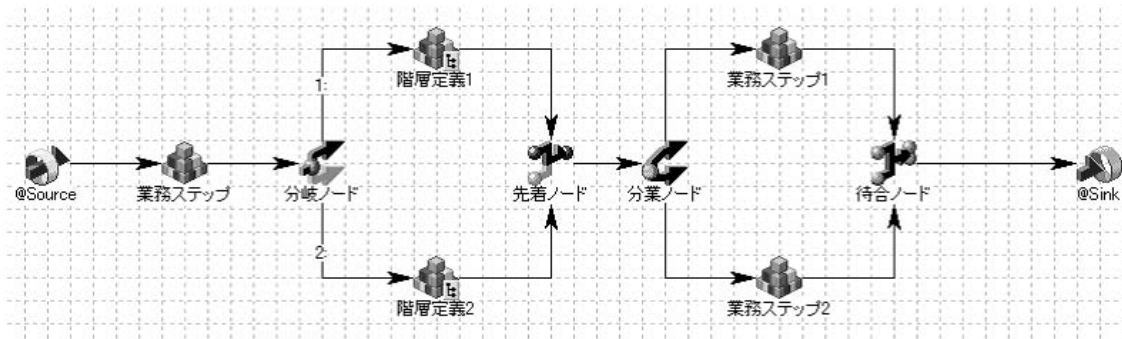 階層定義1
業務ステップ1
1:
@Source
業務ステップ
分岐ノード
先着ノード
分業ノード
待合ノード
@Sink
2:
階層定義2
業務ステップ2